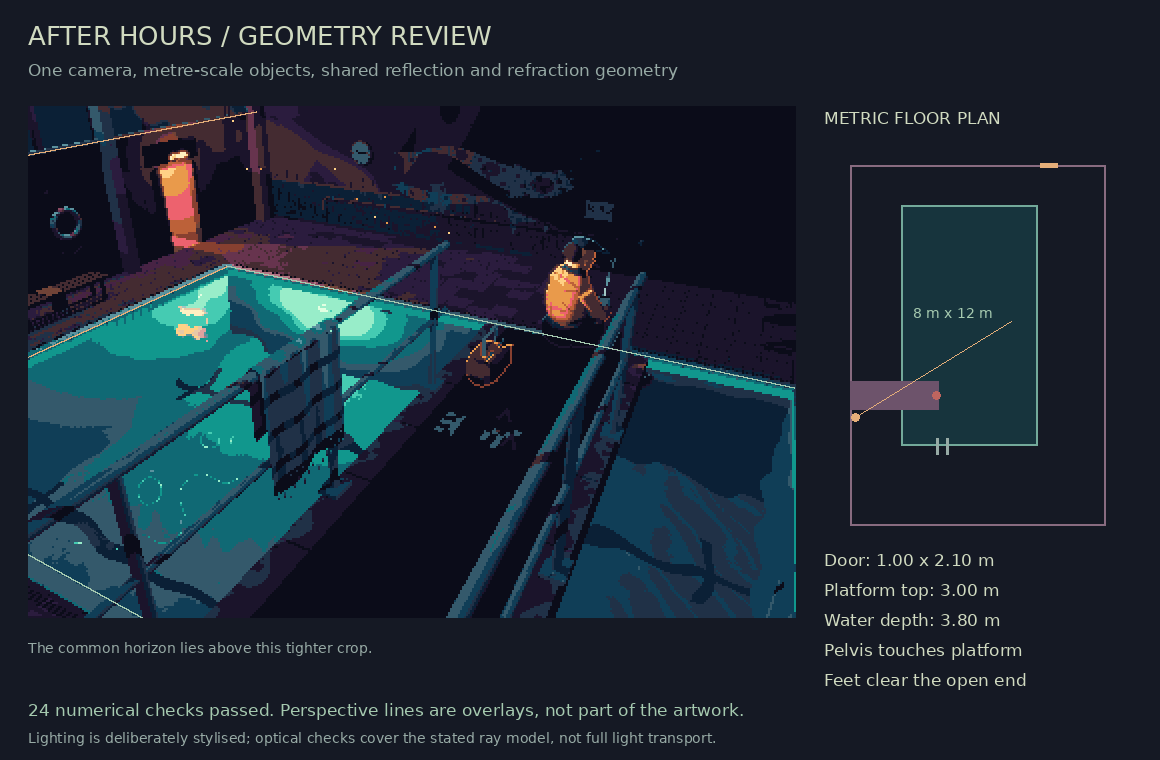 AFTER HOURS / GEOMETRY REVIEW
One camera, metre-scale objects, shared reflection and refraction geometry
METRIC FLOOR PLAN
8 m x 12 m
Door: 1.00 x 2.10 m
Platform top: 3.00 m
Water depth: 3.80 m
Pelvis touches platform
Feet clear the open end
The common horizon lies above this tighter crop.
24 numerical checks passed. Perspective lines are overlays, not part of the artwork.
Lighting is deliberately stylised; optical checks cover the stated ray model, not full light transport.